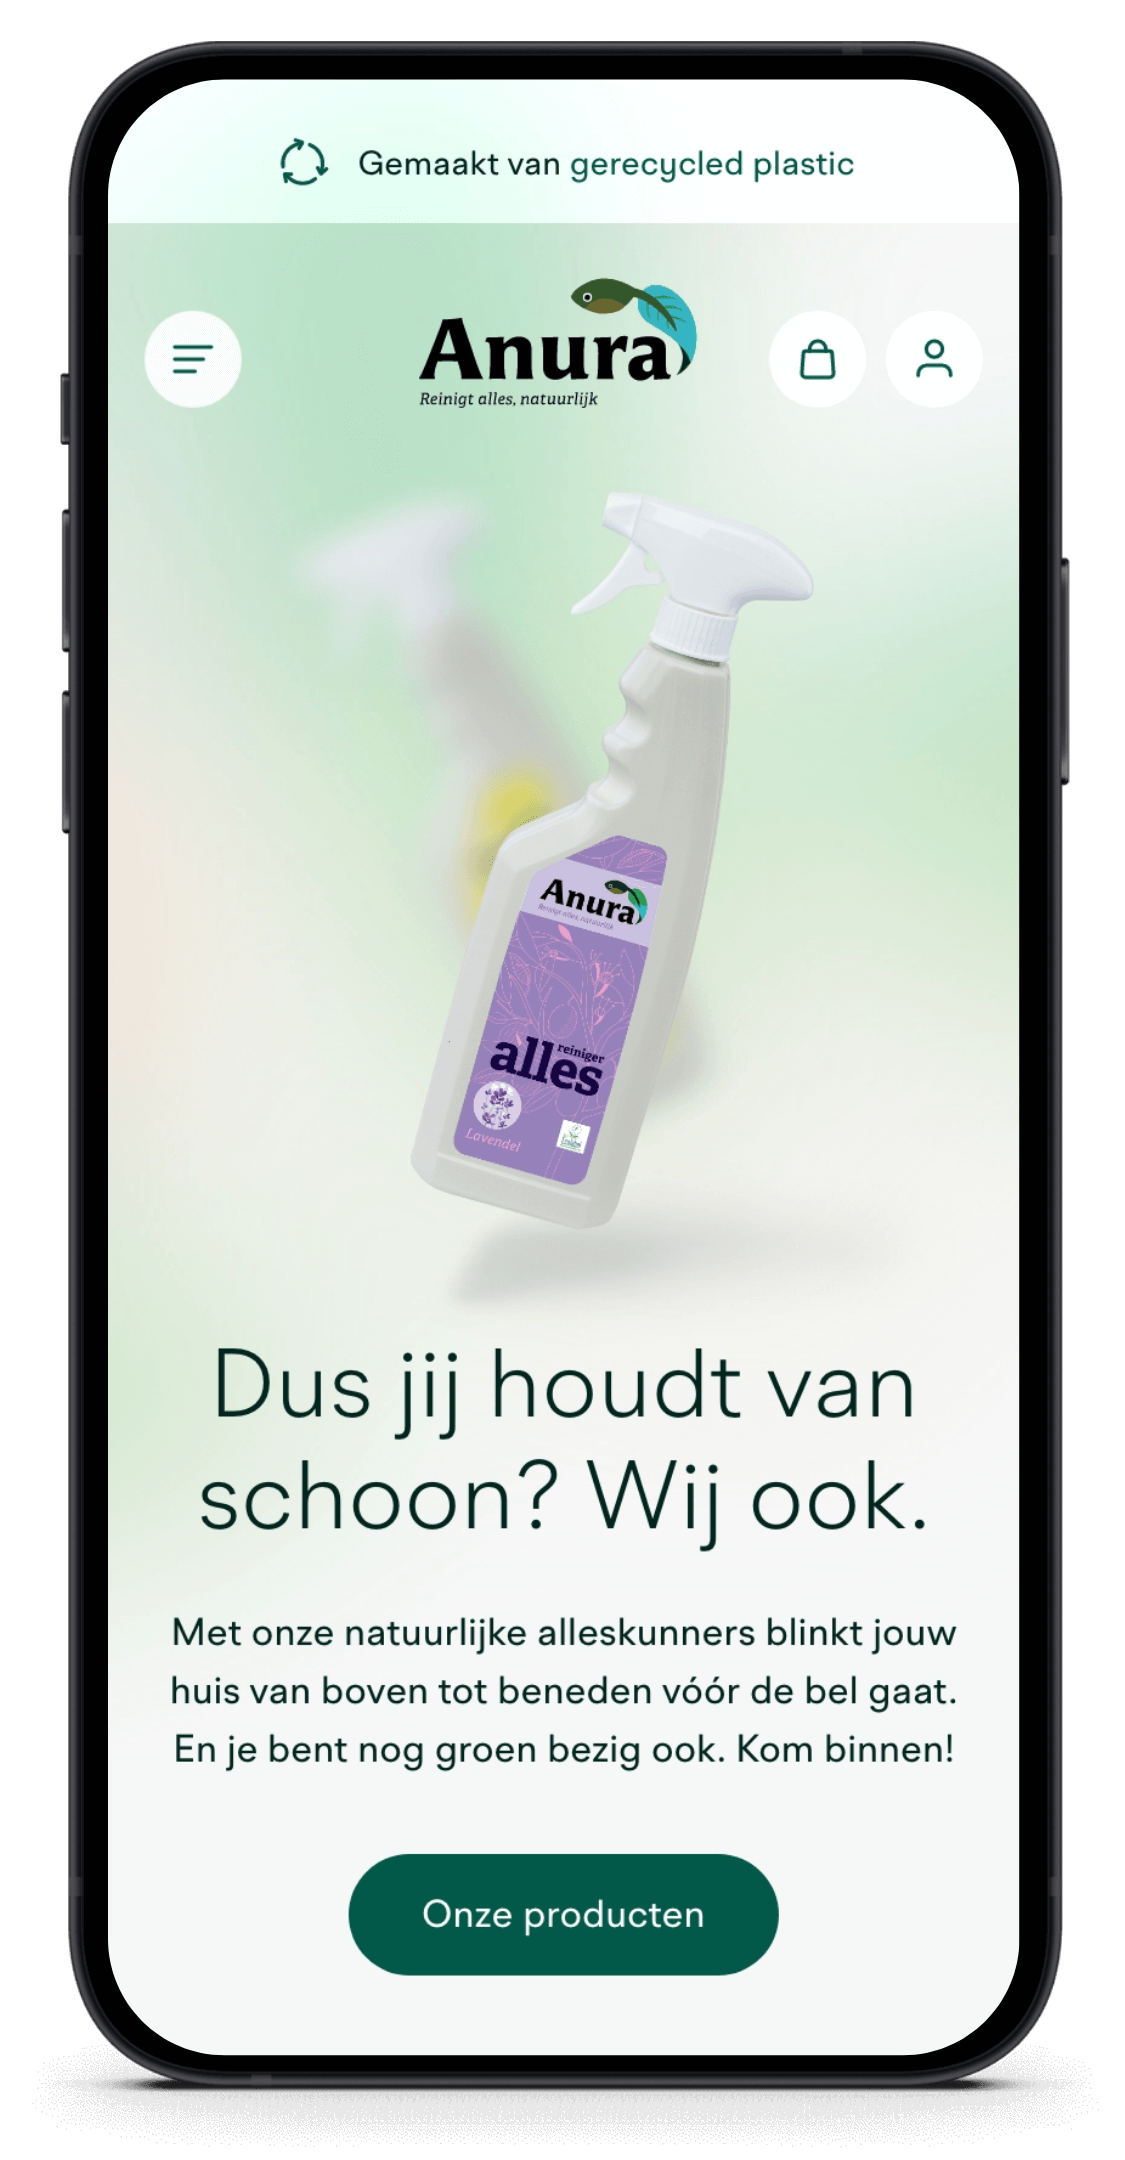 Gemaakt van gerecycled plastic
Anura
Reinigt alles, natuurlijk
Anura
Reinigt alles, natuurlijk
reiniger
alles
Lavendel
Dus jij houdt van
schoon? Wij ook.
Met onze natuurlijke alleskunners blinkt jouw
huis van boven tot beneden vóór de bel gaat.
En je bent nog groen bezig ook. Kom binnen!
Onze producten